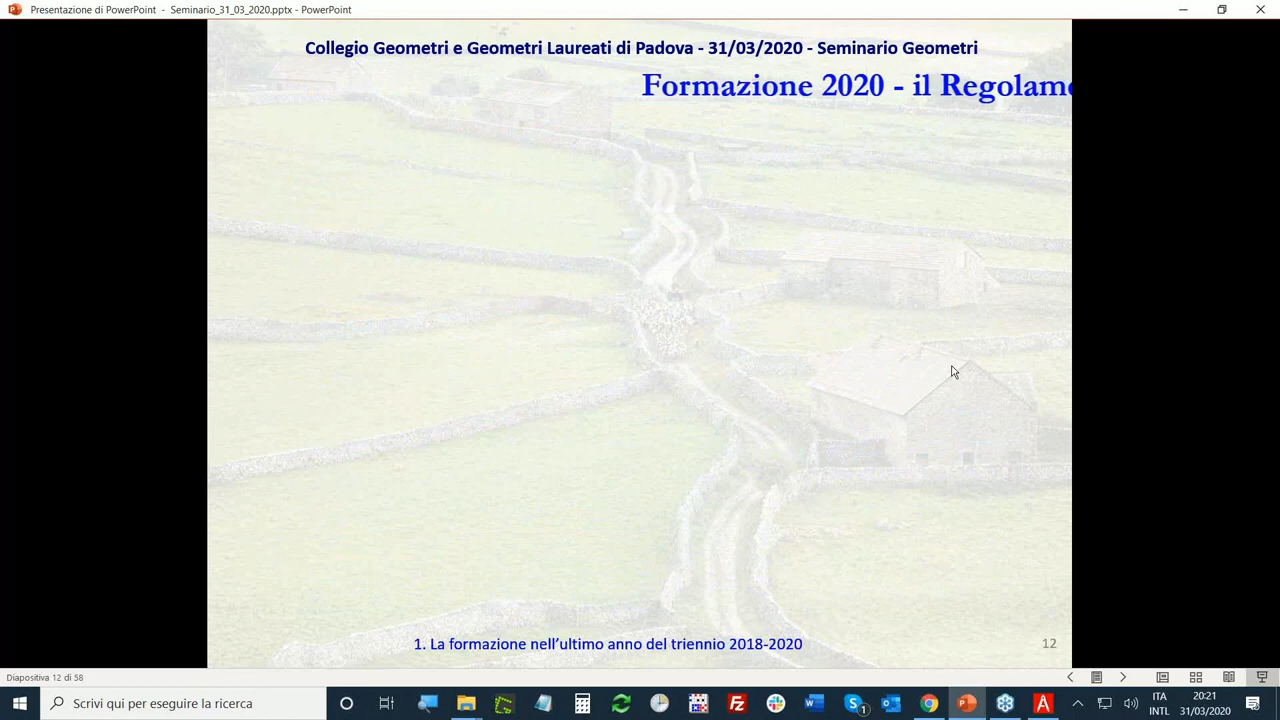 Presentazione di PowerPoint - Seminario_31_03_2020.pptx - PowerPoint
Collegio Geometri e Geometri Laureati di Padova - 31/03/2020 - Seminario Geometri
Formazione 2020 - il Regolame
1. La formazione nell'ultimo anno del triennio 2018-2020
12
Diapositiva 12 di 58
Scrivi qui per eseguire la ricerca
ITA
INTL
20:21
31/03/2020